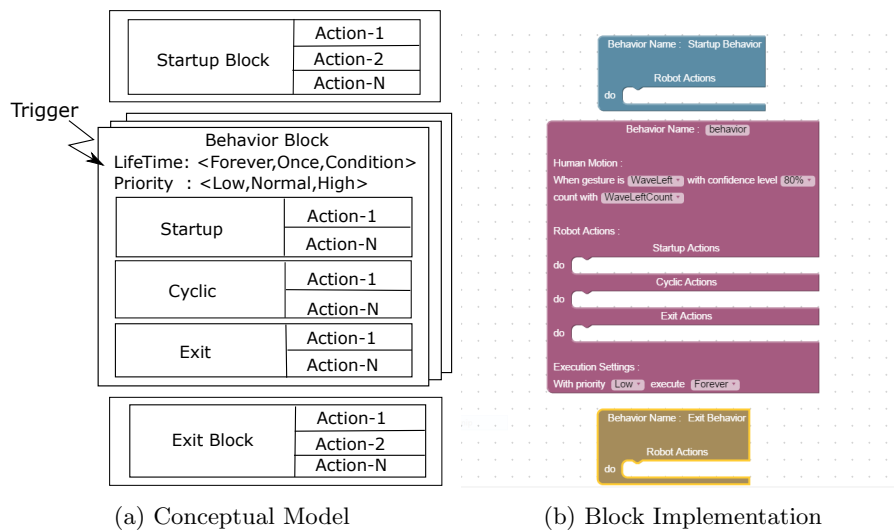 Startup Block
Action-1
Action-2
Action-N
Trigger
Behavior Block
LifeTime: <Forever,Once,Condition>
Priority : <Low,Normal,High>
Startup
Action-1
Action-N
Cyclic
Action-1
Action-N
Exit
Action-1
Action-N
Exit Block
Action-1
Action-2
Action-N
(a) Conceptual Model
Behavior Name : Startup Behavior
Robot Actions
do
Behavior Name : behavior
Human Motion :
When gesture is WaveLeft with confidence level 80%
count with WaveLeftCount
Robot Actions :
Startup Actions
do
Cyclic Actions
do
Exit Actions
do
Execution Settings :
With priority Low execute Forever
Behavior Name : Exit Behavior
Robot Actions
do
(b) Block Implementation